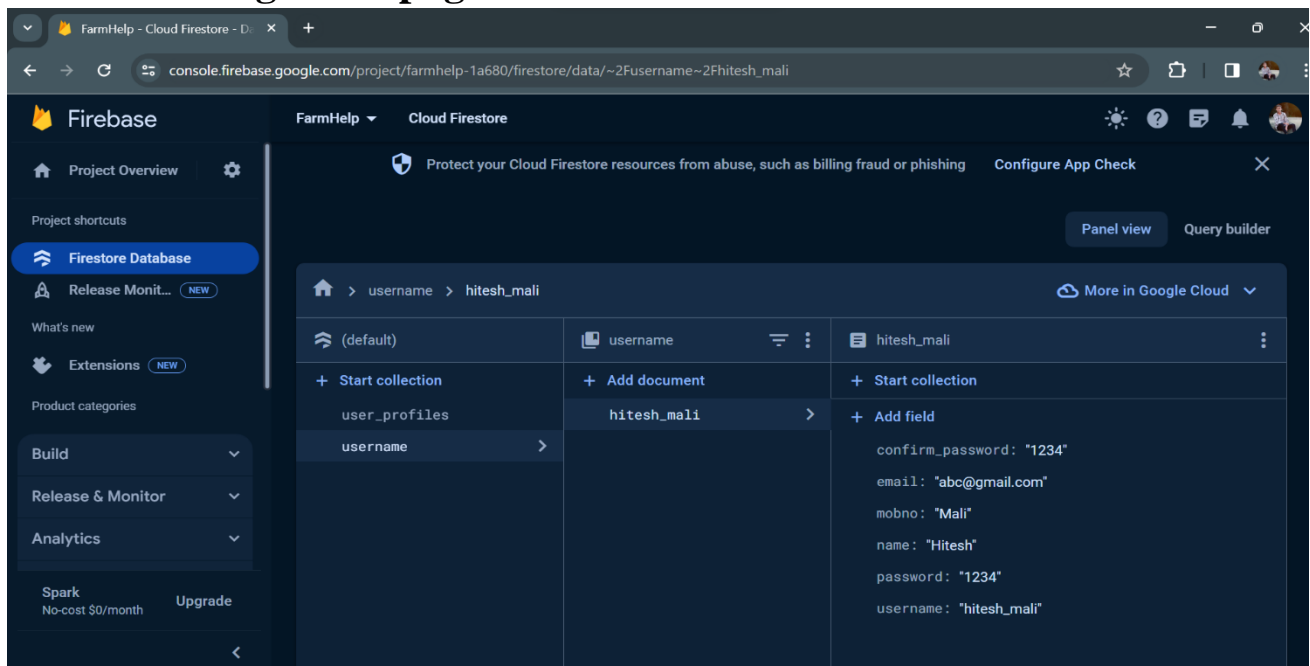 FarmHelp - Cloud Firestore - Da
console.firebase.google.com/project/farmhelp-1a680/firestore/data/~2Fusername~2Fhitesh_mali
Firebase
FarmHelp
Cloud Firestore
Protect your Cloud Firestore resources from abuse, such as billing fraud or phishing
Configure App Check
Project Overview
Project shortcuts
Panel view
Query builder
Firestore Database
Release Monit... NEW
username
hitesh_mali
More in Google Cloud
What's new
Extensions NEW
(default)
username
hitesh_mali
+ Start collection
+ Add document
+ Start collection
Product categories
user_profiles
hitesh_mali
+ Add field
username
confirm_password: "1234"
Build
email: "abc@gmail.com"
Release & Monitor
mobno: "Mali"
Analytics
name: "Hitesh"
password: "1234"
username: "hitesh_mali"
Spark
No-cost $0/month
Upgrade